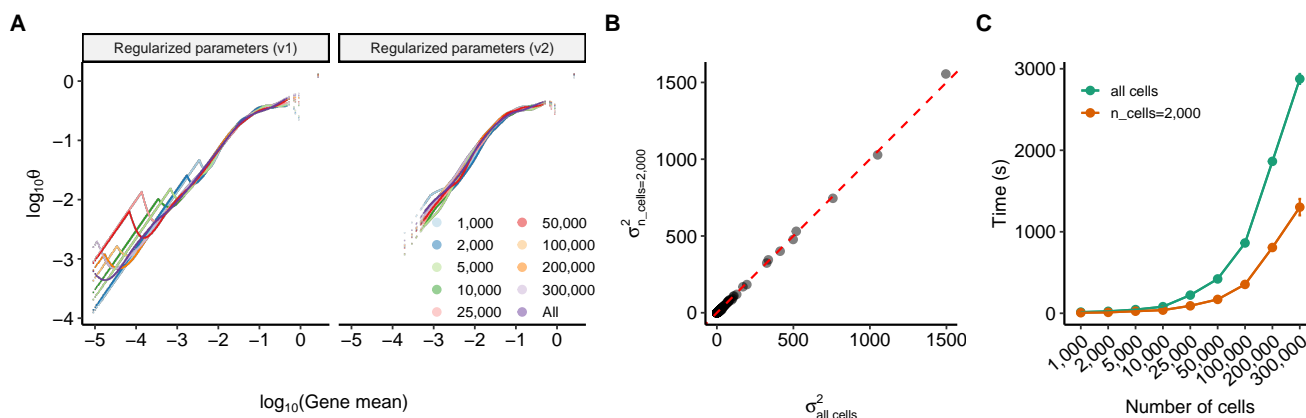 A
Regularized parameters (v1)
Regularized parameters (v2)
log10θ
0
−1
−2
−3
−4
−5 −4 −3 −2 −1 0
−5 −4 −3 −2 −1 0
log10(Gene mean)
1,000
2,000
5,000
10,000
25,000
50,000
100,000
200,000
300,000
All
B
σ²n_cells=2,000
1500
1000
500
0
0 500 1000 1500
σ²all cells
C
all cells
n_cells=2,000
Time (s)
3000
2000
1000
0
1,000 2,000 5,000 10,000 25,000 50,000 100,000 200,000 300,000
Number of cells